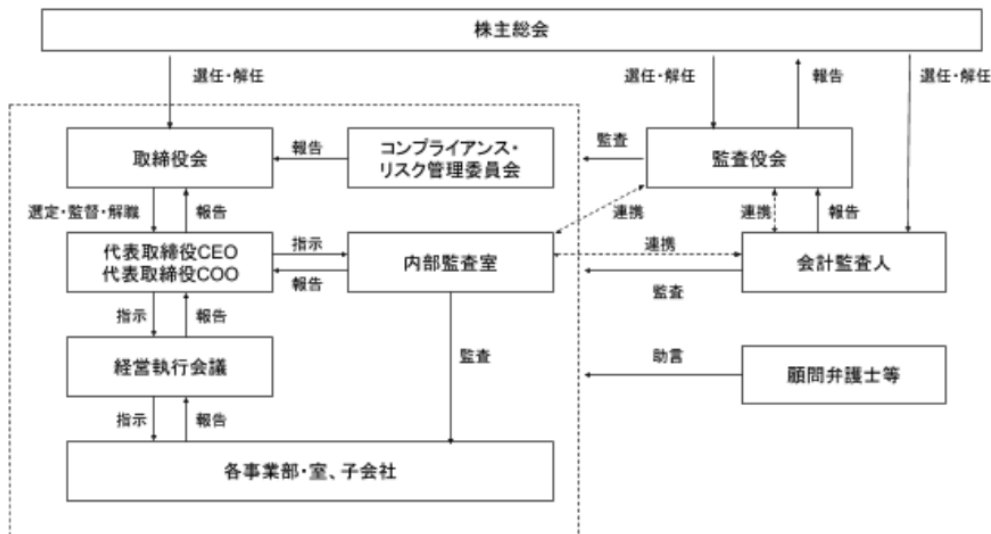 株主総会
選任・解任
選任・解任
報告
選任・解任
取締役会
報告
コンプライアンス・
リスク管理委員会
監査
監査役会
選定・監督・解職
報告
連携
連携
報告
代表取締役CEO
代表取締役COO
指示
報告
内部監査室
連携
監査
会計監査人
指示
報告
監査
助言
経営執行会議
顧問弁護士等
指示
報告
各事業部・室、子会社